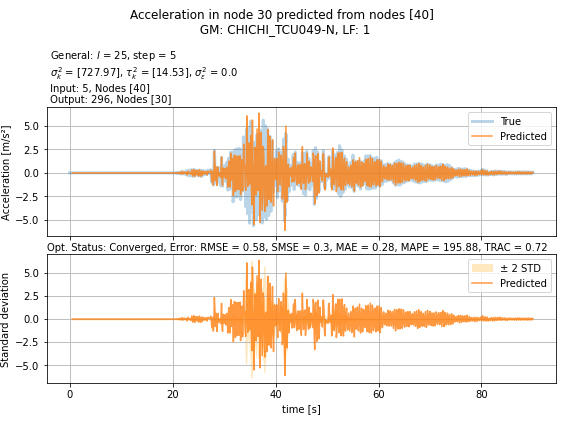 Acceleration in node 30 predicted from nodes [40]
GM: CHICHI_TCU049-N, LF: 1
General: l = 25, step = 5
σ²ₖ = [727.97], τ²ₖ = [14.53], σ²ε = 0.0
Input: 5, Nodes [40]
Output: 296, Nodes [30]
Acceleration [m/s²]
5.0
2.5
0.0
−2.5
−5.0
True
Predicted
Opt. Status: Converged, Error: RMSE = 0.58, SMSE = 0.3, MAE = 0.28, MAPE = 195.88, TRAC = 0.72
Standard deviation
5.0
2.5
0.0
−2.5
−5.0
± 2 STD
Predicted
0 20 40 60 80
time [s]